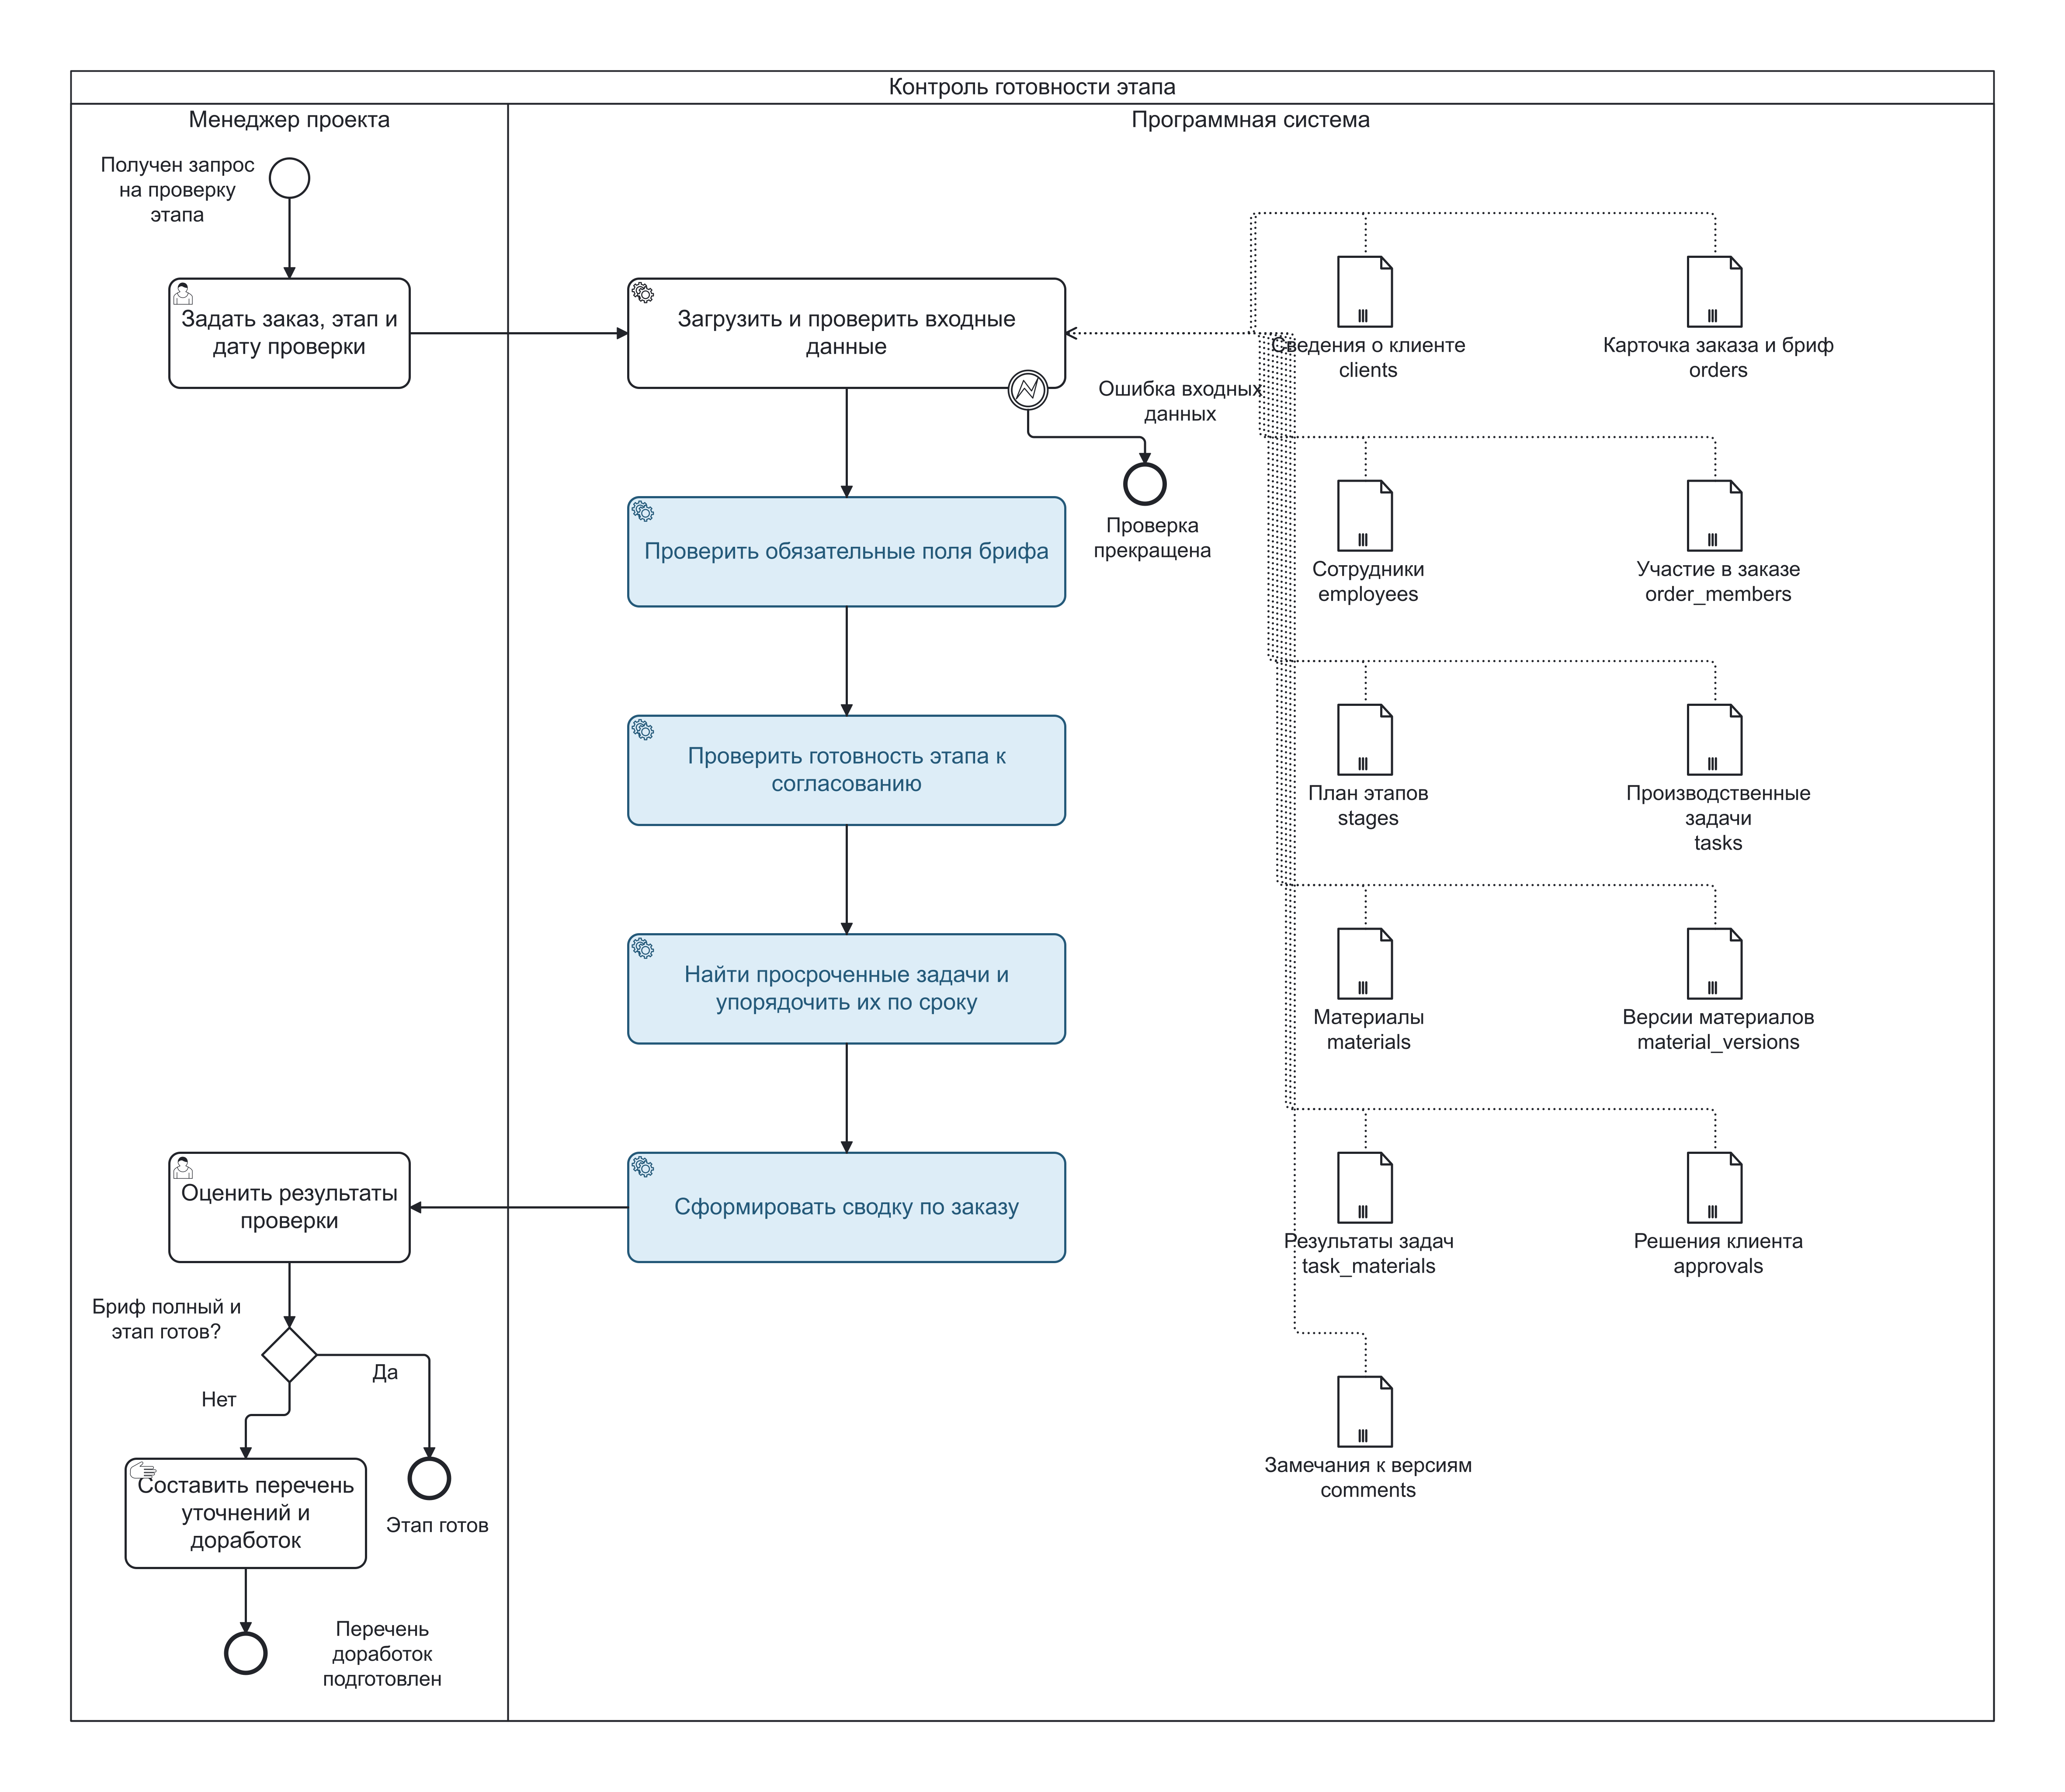 Контроль готовности этапа
Менеджер проекта
Программная система
Получен запрос
на проверку
этапа
Задать заказ, этап и
дату проверки
Загрузить и проверить входные
данные
Ошибка входных
данных
Проверка
прекращена
Проверить обязательные поля брифа
Проверить готовность этапа к
согласованию
Найти просроченные задачи и
упорядочить их по сроку
Сформировать сводку по заказу
Оценить результаты
проверки
Бриф полный и
этап готов?
Да
Нет
Составить перечень
уточнений и
доработок
Этап готов
Перечень
доработок
подготовлен
Сведения о клиенте
clients
Карточка заказа и бриф
orders
Сотрудники
employees
Участие в заказе
order_members
План этапов
stages
Производственные
задачи
tasks
Материалы
materials
Версии материалов
material_versions
Результаты задач
task_materials
Решения клиента
approvals
Замечания к версиям
comments